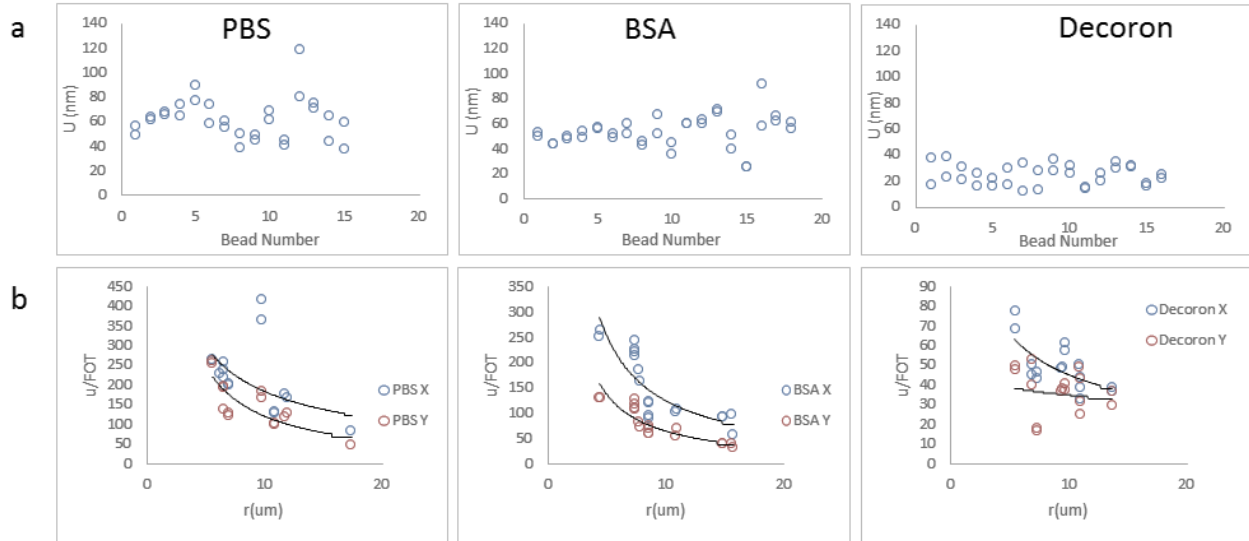 a
PBS
BSA
Decoron
U (nm)
140
120
100
80
60
40
20
0
0 5 10 15 20
Bead Number
U (nm)
140
120
100
80
60
40
20
0
0 5 10 15 20
Bead Number
U (nm)
140
120
100
80
60
40
20
0
0 5 10 15 20
Bead Number
b
u/FOT
450
400
350
300
250
200
150
100
50
0
0 10 20
r(um)
PBS X
PBS Y
u/FOT
350
300
250
200
150
100
50
0
0 10 20
r(um)
BSA X
BSA Y
u/FOT
90
80
70
60
50
40
30
20
10
0
0 10 20
r(um)
Decoron X
Decoron Y